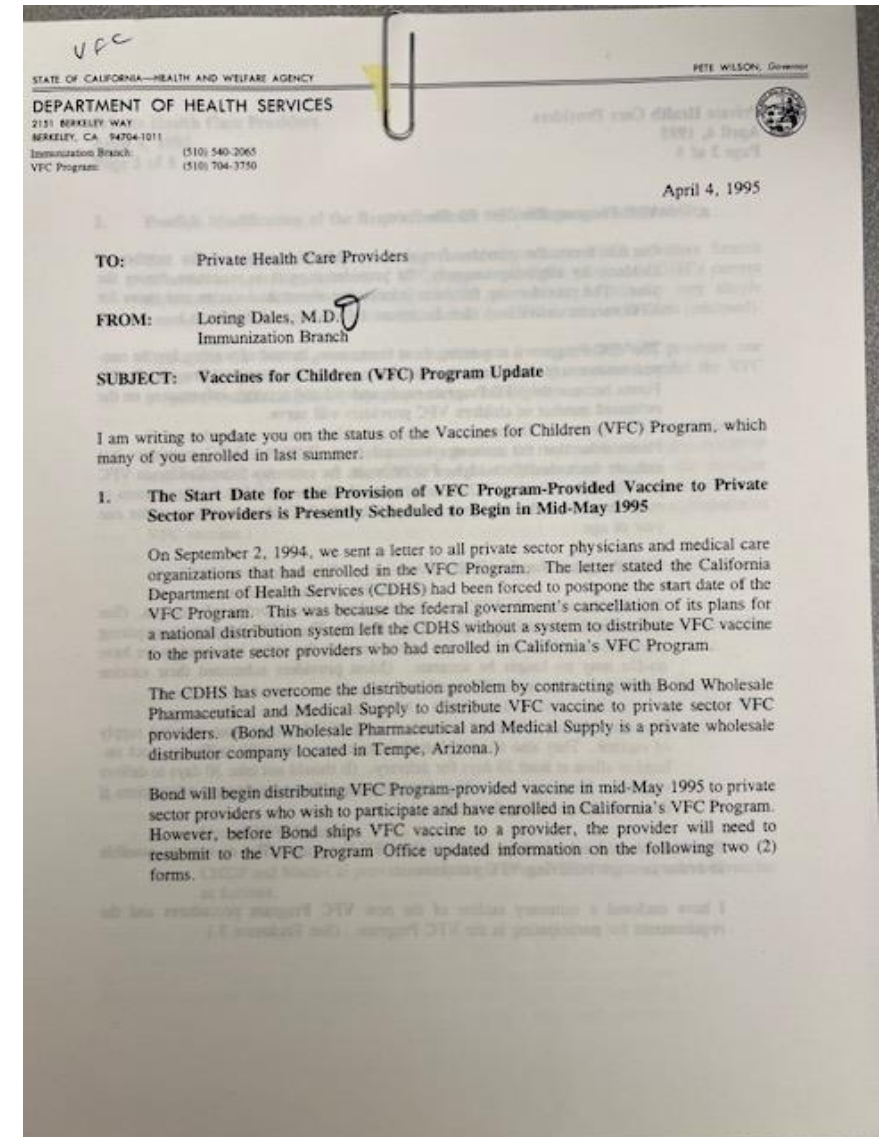 VFC
STATE OF CALIFORNIA—HEALTH AND WELFARE AGENCY
PETE WILSON, Governor
DEPARTMENT OF HEALTH SERVICES
2151 BERKELEY WAY
BERKELEY, CA 94704-1011
Immunization Branch: (510) 540-2065
VFC Program: (510) 704-3750
April 4, 1995
TO: Private Health Care Providers
FROM: Loring Dales, M.D.
Immunization Branch
SUBJECT: Vaccines for Children (VFC) Program Update
I am writing to update you on the status of the Vaccines for Children (VFC) Program, which
many of you enrolled in last summer.
1. The Start Date for the Provision of VFC Program-Provided Vaccine to Private
Sector Providers is Presently Scheduled to Begin in Mid-May 1995
On September 2, 1994, we sent a letter to all private sector physicians and medical care
organizations that had enrolled in the VFC Program. The letter stated the California
Department of Health Services (CDHS) had been forced to postpone the start date of the
VFC Program. This was because the federal government's cancellation of its plans for
a national distribution system left the CDHS without a system to distribute VFC vaccine
to the private sector providers who had enrolled in California's VFC Program.
The CDHS has overcome the distribution problem by contracting with Bond Wholesale
Pharmaceutical and Medical Supply to distribute VFC vaccine to private sector VFC
providers. (Bond Wholesale Pharmaceutical and Medical Supply is a private wholesale
distributor company located in Tempe, Arizona.)
Bond will begin distributing VFC Program-provided vaccine in mid-May 1995 to private
sector providers who wish to participate and have enrolled in California's VFC Program.
However, before Bond ships VFC vaccine to a provider, the provider will need to
resubmit to the VFC Program Office updated information on the following two (2)
forms.